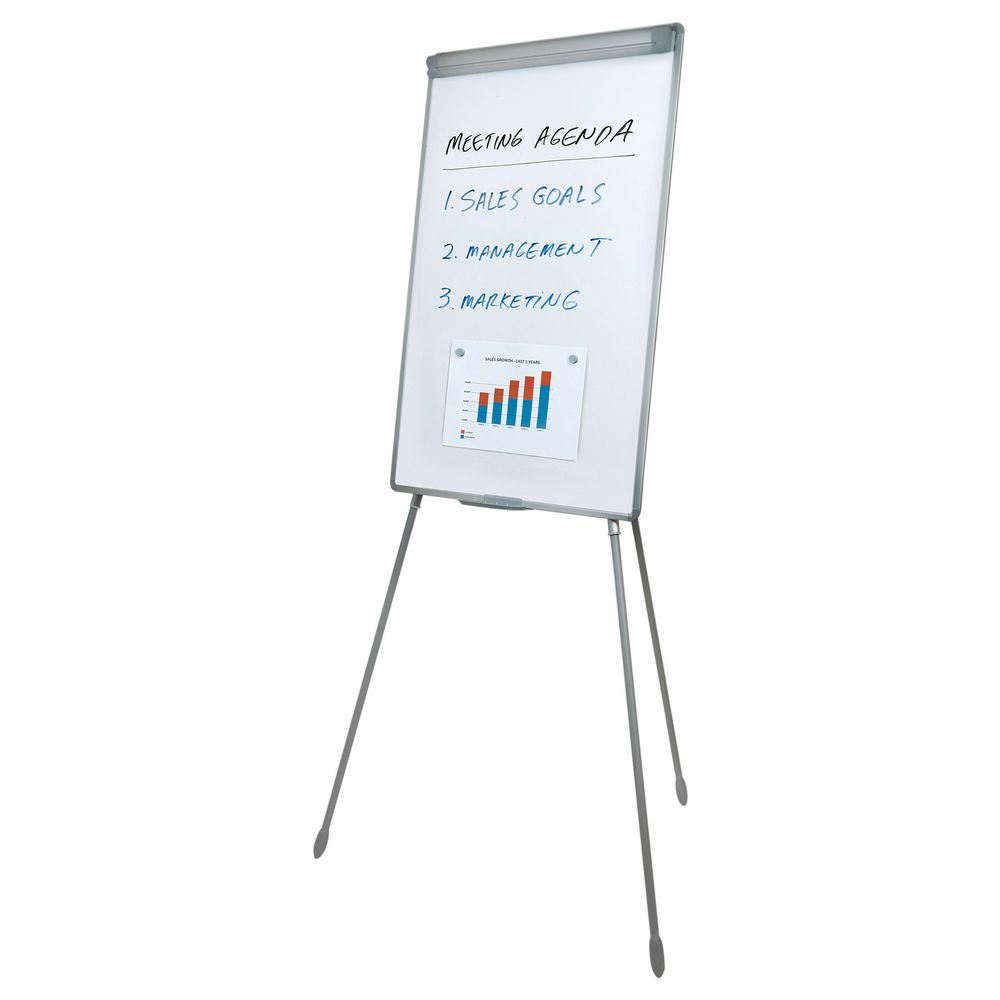 MEETING AGENDA
1. SALES GOALS
2. MANAGEMENT
3. MARKETING
SALES GROWTH - LAST 5 YEARS